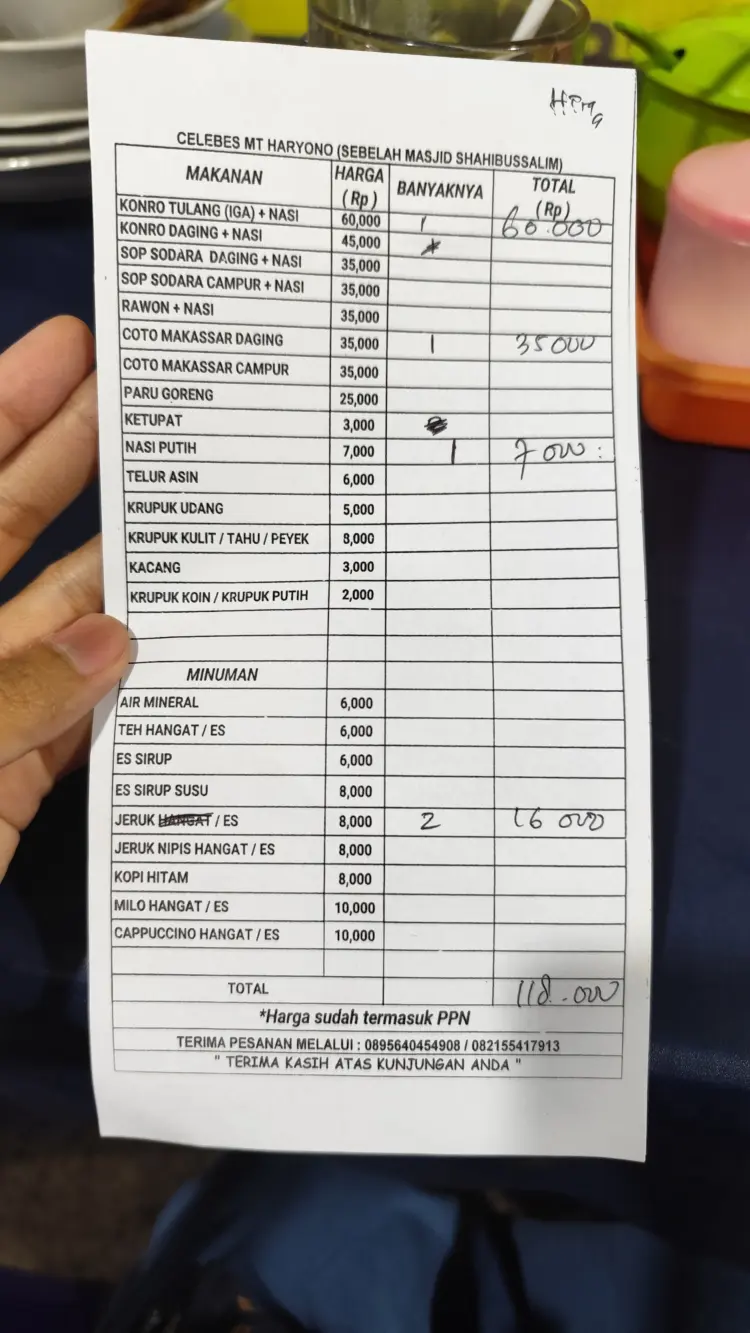 CELEBES MT HARYONO (SEBELAH MASJID SHAHIBUSSALIM)
MAKANAN HARGA (Rp) BANYAKNYA TOTAL (Rp)
KONRO TULANG (IGA) + NASI 60,000 1 60.000
KONRO DAGING + NASI 45,000
SOP SODARA DAGING + NASI 35,000
SOP SODARA CAMPUR + NASI 35,000
RAWON + NASI 35,000
COTO MAKASSAR DAGING 35,000 1 35000
COTO MAKASSAR CAMPUR 35,000
PARU GORENG 25,000
KETUPAT 3,000
NASI PUTIH 7,000 1 7000:
TELUR ASIN 6,000
KRUPUK UDANG 5,000
KRUPUK KULIT / TAHU / PEYEK 8,000
KACANG 3,000
KRUPUK KOIN / KRUPUK PUTIH 2,000
MINUMAN
AIR MINERAL 6,000
TEH HANGAT / ES 6,000
ES SIRUP 6,000
ES SIRUP SUSU 8,000
JERUK HANGAT / ES 8,000 2 16 000
JERUK NIPIS HANGAT / ES 8,000
KOPI HITAM 8,000
MILO HANGAT / ES 10,000
CAPPUCCINO HANGAT / ES 10,000
TOTAL 118.000
*Harga sudah termasuk PPN
TERIMA PESANAN MELALUI : 0895640454908 / 082155417913
" TERIMA KASIH ATAS KUNJUNGAN ANDA "